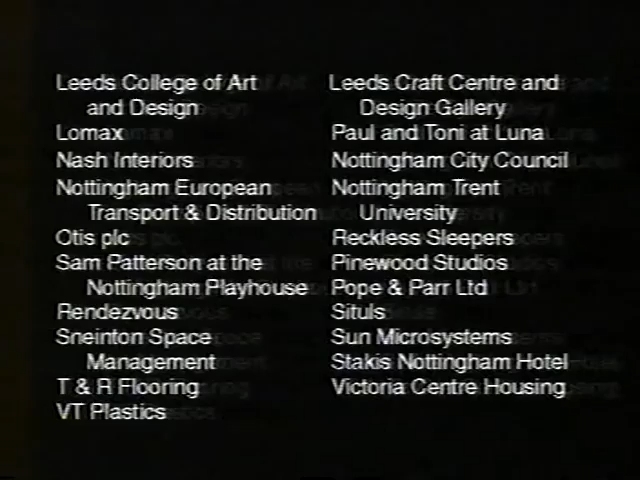 Leeds College of Art
and Design
Lomax
Nash Interiors
Nottingham European
Transport & Distribution
Otis plc
Sam Patterson at the
Nottingham Playhouse
Rendezvous
Sneinton Space
Management
T & R Flooring
VT Plastics
Leeds Craft Centre and
Design Gallery
Paul and Toni at Luna
Nottingham City Council
Nottingham Trent
University
Reckless Sleepers
Pinewood Studios
Pope & Parr Ltd
Situls
Sun Microsystems
Stakis Nottingham Hotel
Victoria Centre Housing